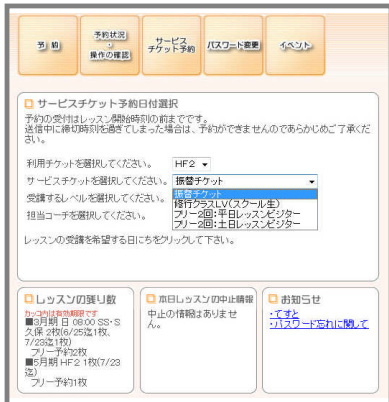 予約
予約状況
操作の確認
サービス
チケット予約
パスワード変更
イベント
サービスチケット予約日付選択
予約の受付はレッスン開始時刻の前までです。
送信中に締切時刻を過ぎてしまった場合は、予約ができませんのであらかじめご了承くだ
さい。
利用チケットを選択してください。 HF2
サービスチケットを選択してください。 振替チケット
振替チケット
受講するレベルを選択してください。 修行クラスLV(スクール生)
フリー2回:平日レッスンビジター
担当コーチを選択してください。 フリー2回:土日レッスンビジター
レッスンの受講を希望する日にちをクリックして下さい。
レッスンの残り数
カッコ内は有効期限です
■3月期 日 08:00 SS・S
久保 2枚(6/25迄1枚、
7/23迄1枚)
フリー予約2枚
■5月期 HF2 1枚(7/23
迄)
フリー予約1枚
本日レッスンの中止情報
中止の情報はありませ
ん。
お知らせ
・てすと
・パスワード忘れに関して